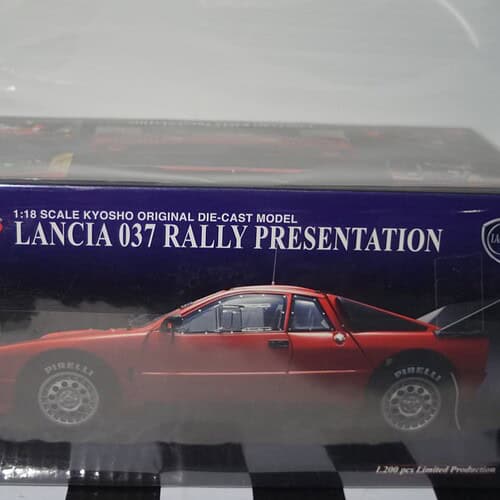 1:18 SCALE KYOSHO ORIGINAL DIE-CAST MODEL
LANCIA 037 RALLY PRESENTATION
PIRELLI
PIRELLI
1.200 pcs Limited Production